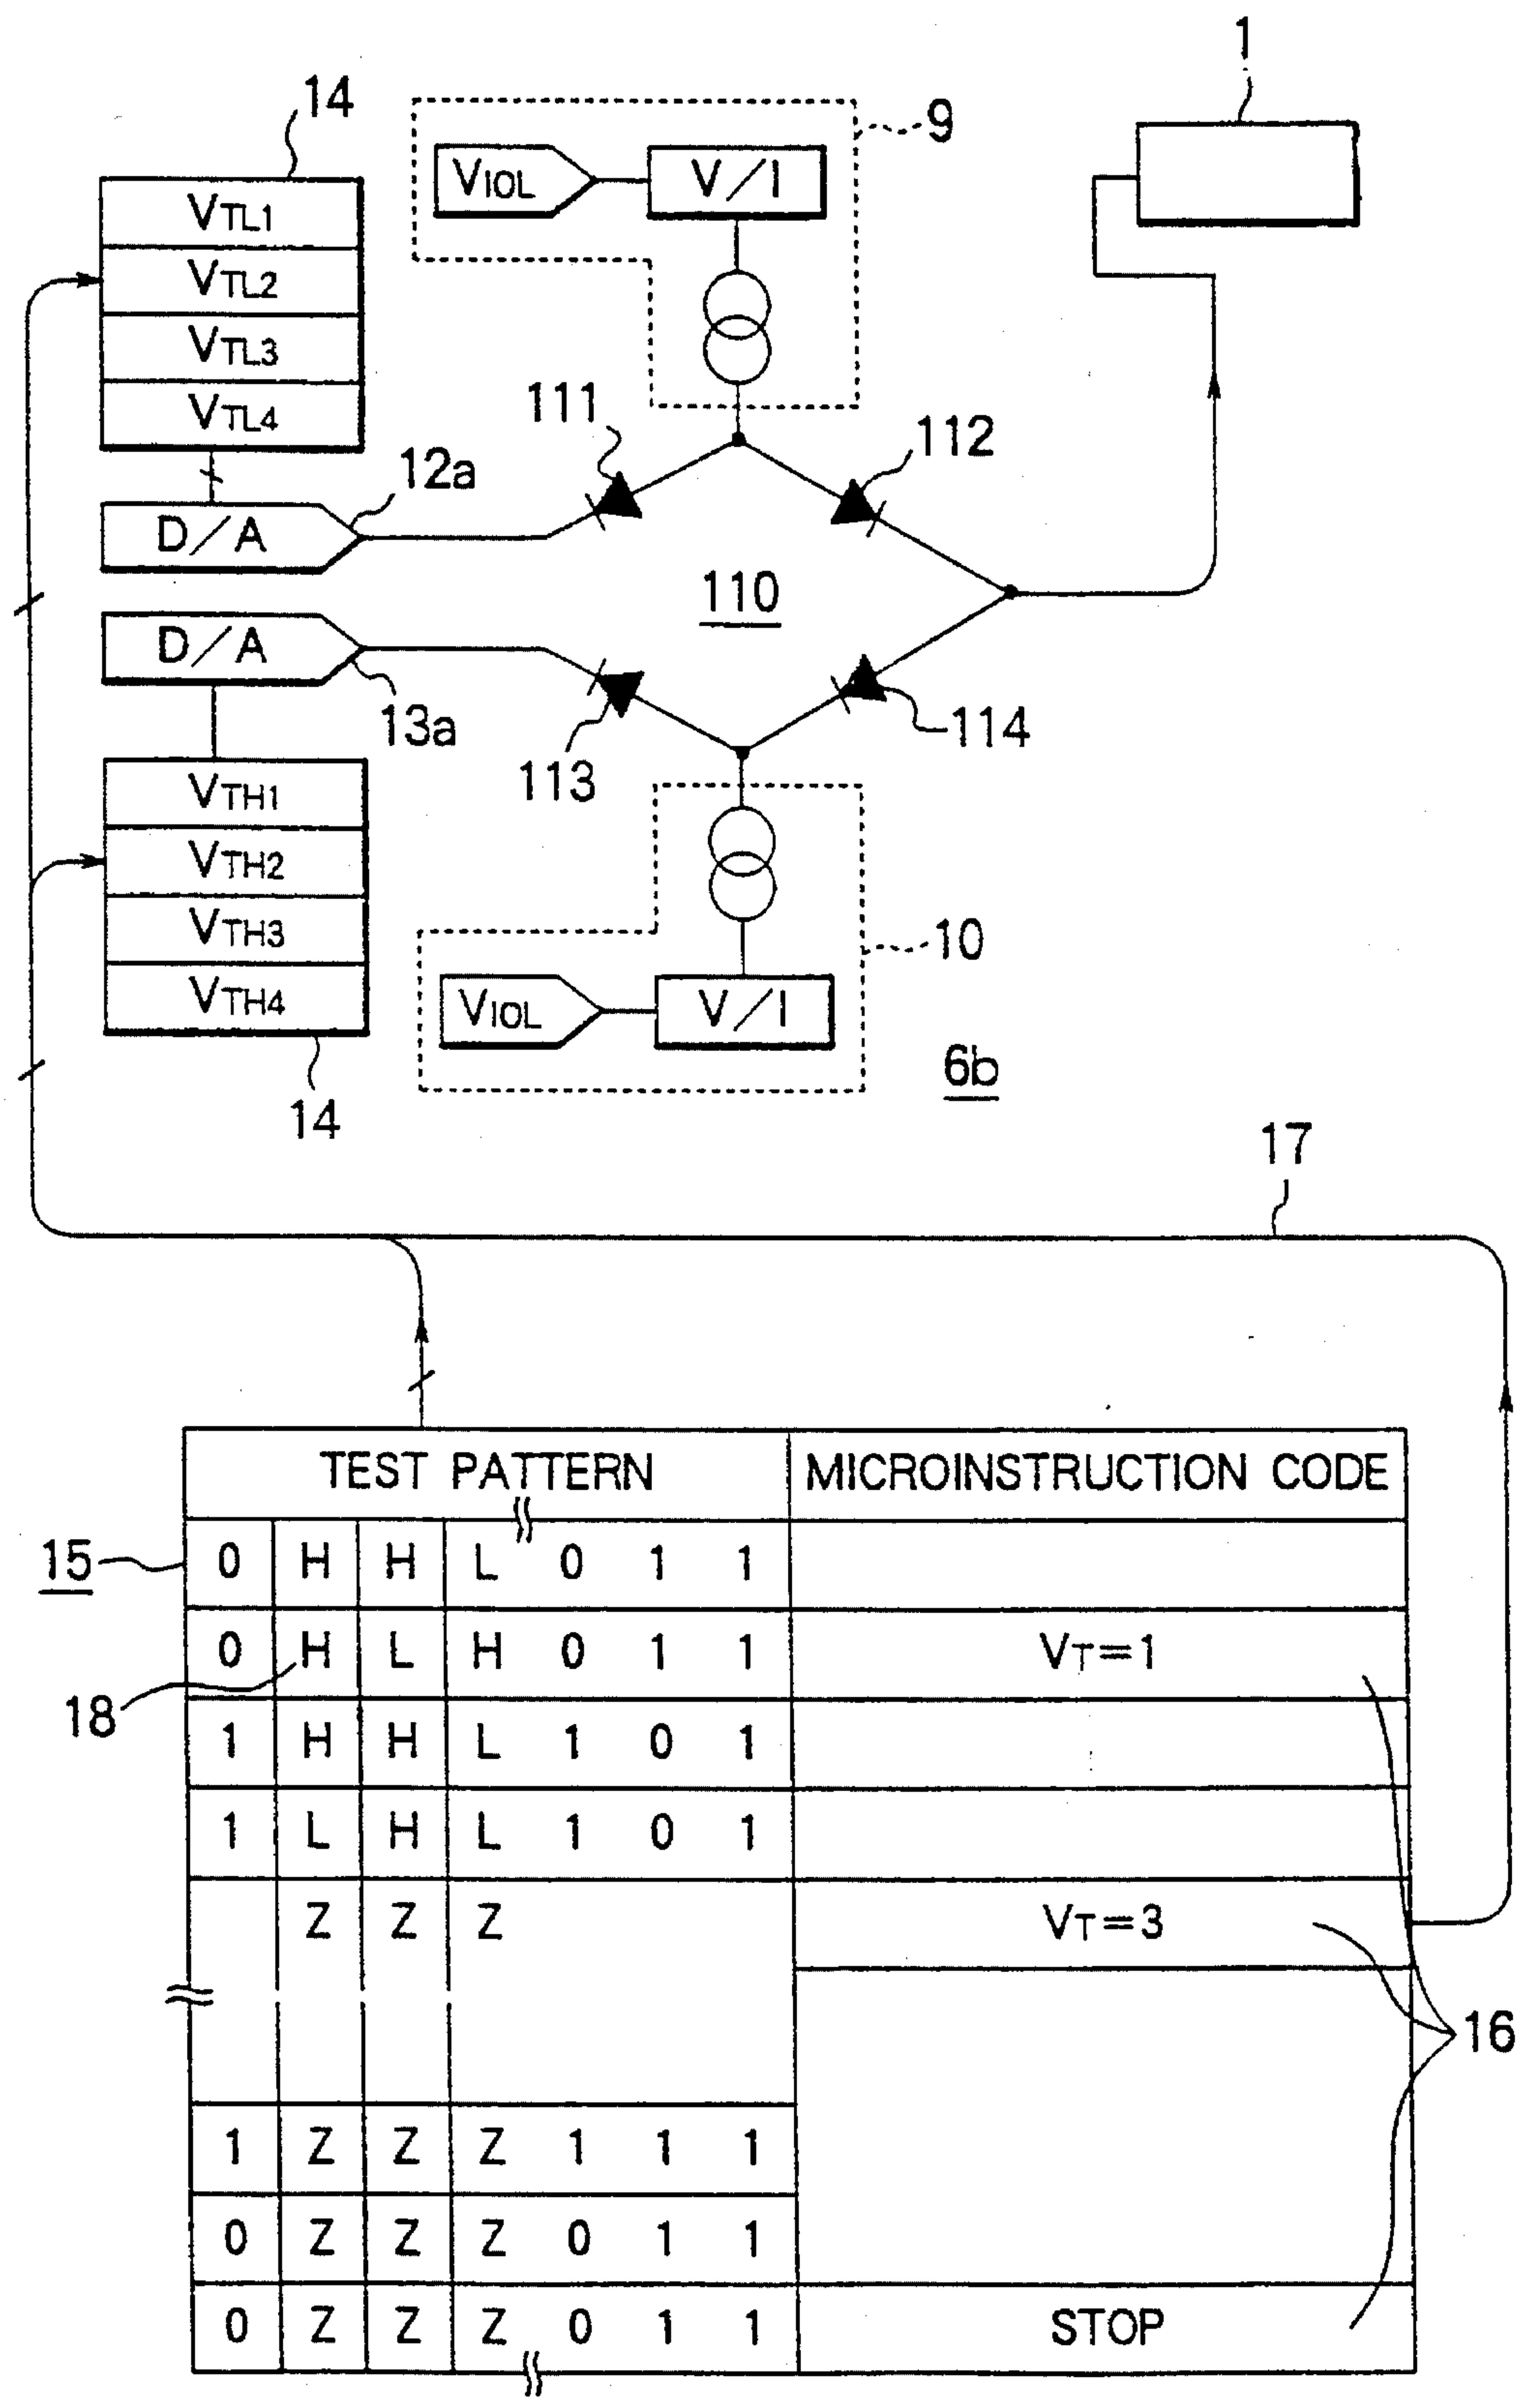 1
14
9
VIOL V/I
VTL1
VTL2
VTL3
VTL4
111
112
12a
D/A
110
D/A
13a
113
114
VTH1
VTH2
VTH3
VTH4
10
VIOL V/I
14
6b
17
TEST PATTERN MICROINSTRUCTION CODE
15
0 H H L 0 1 1
0 H L H 0 1 1 VT=1
18
1 H H L 1 0 1
1 L H L 1 0 1
Z Z Z VT=3
16
1 Z Z Z 1 1 1
0 Z Z Z 0 1 1
0 Z Z Z 0 1 1 STOP